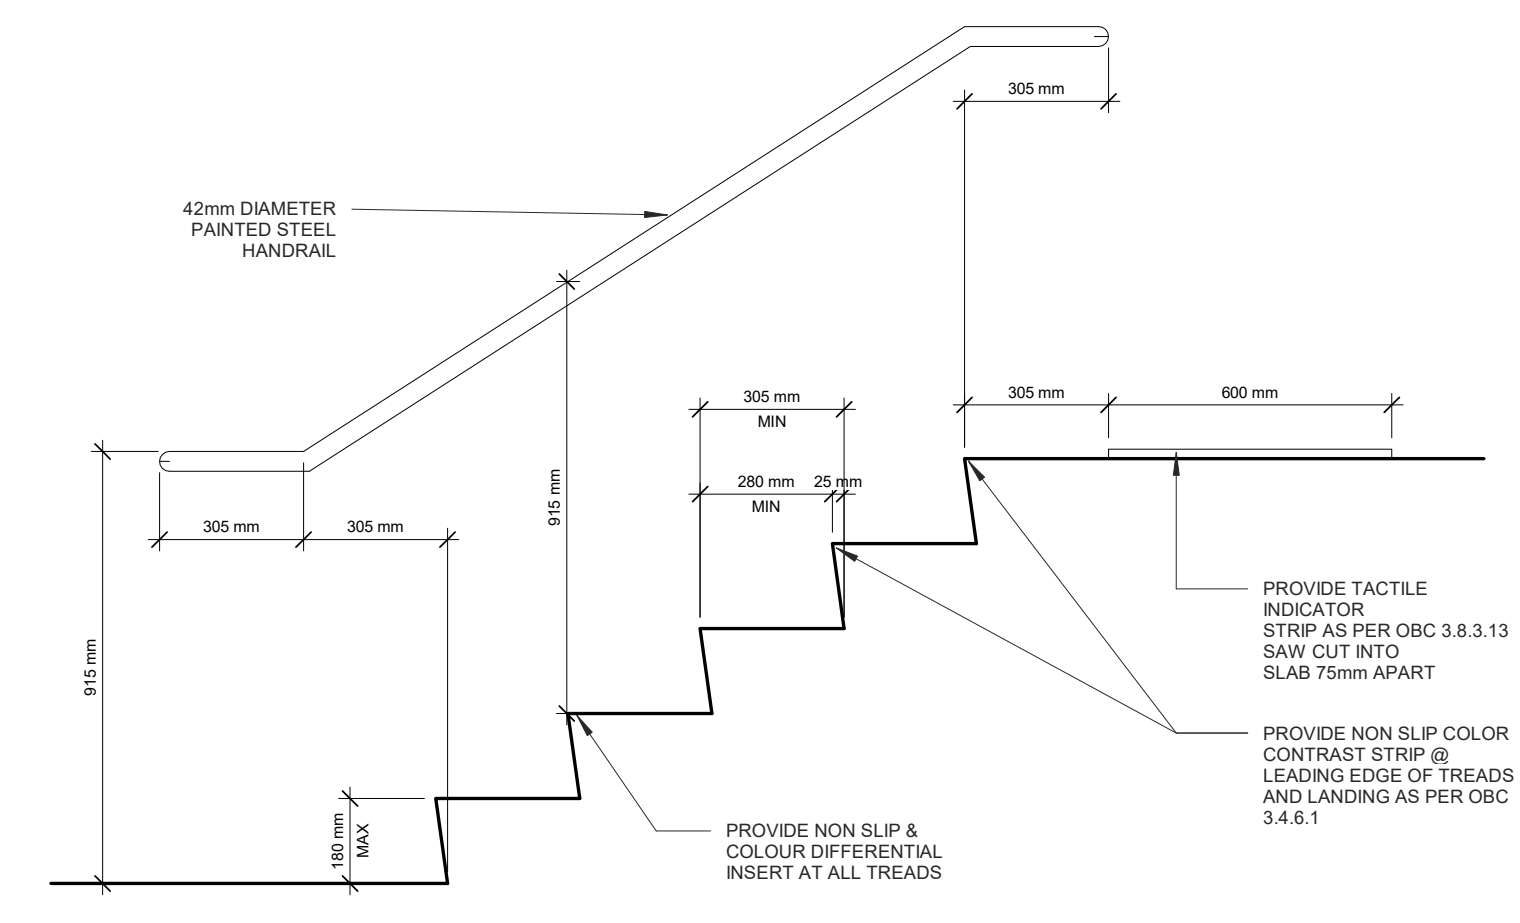 305 mm
42mm DIAMETER
PAINTED STEEL
HANDRAIL
305 mm
MIN
305 mm
600 mm
280 mm
MIN
25 mm
915 mm
305 mm
305 mm
915 mm
180 mm
MAX
PROVIDE TACTILE
INDICATOR
STRIP AS PER OBC 3.8.3.13
SAW CUT INTO
SLAB 75mm APART
PROVIDE NON SLIP COLOR
CONTRAST STRIP @
LEADING EDGE OF TREADS
AND LANDING AS PER OBC
3.4.6.1
PROVIDE NON SLIP &
COLOUR DIFFERENTIAL
INSERT AT ALL TREADS